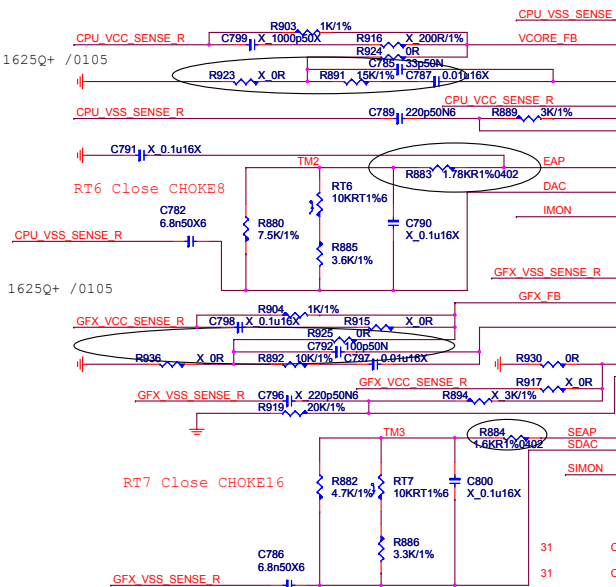 CPU_VSS_SENSE_
R903 1K/1%
CPU_VCC_SENSE_R C799 X_1000p50X R916 X_200R/1% VCORE_FB
R924 0R
1625Q+ /0105
C785 33p50N
R923 X_0R R891 15K/1% C787 0.01u16X
CPU_VCC_SENSE_R
CPU_VSS_SENSE_R C789 220p50N R889 3K/1%
C791 X_0.1u16X
TM2 EAP
R883 1.78KR1%0402
RT6 Close CHOKE8
RT6
10KRT1%6
DAC
C782
6.8n50X6
R880
7.5K/1%
C790
X_0.1u16X
IMON
CPU_VSS_SENSE_R
R885
3.6K/1%
GFX_VSS_SENSE_R
1625Q+ /0105
GFX_FB
R904 1K/1%
GFX_VCC_SENSE_R C798 X_0.1u16X R915 X_0R
R925 0R
C792 100p50N
R936 X_0R R892 10K/1% C797 0.01u16X R930 0R
GFX_VCC_SENSE_R R917 X_0R
GFX_VSS_SENSE_R C796 X_220p50N6 R894 X_3K/1%
R919 20K/1%
TM3 R884 SEAP
1.6KR1%0402 SDAC
SIMON
RT7 Close CHOKE16
R882
4.7K/1%
RT7
10KRT1%6
C800
X_0.1u16X
R886
3.3K/1%
31
C786
6.8n50X6
31
GFX_VSS_SENSE_R